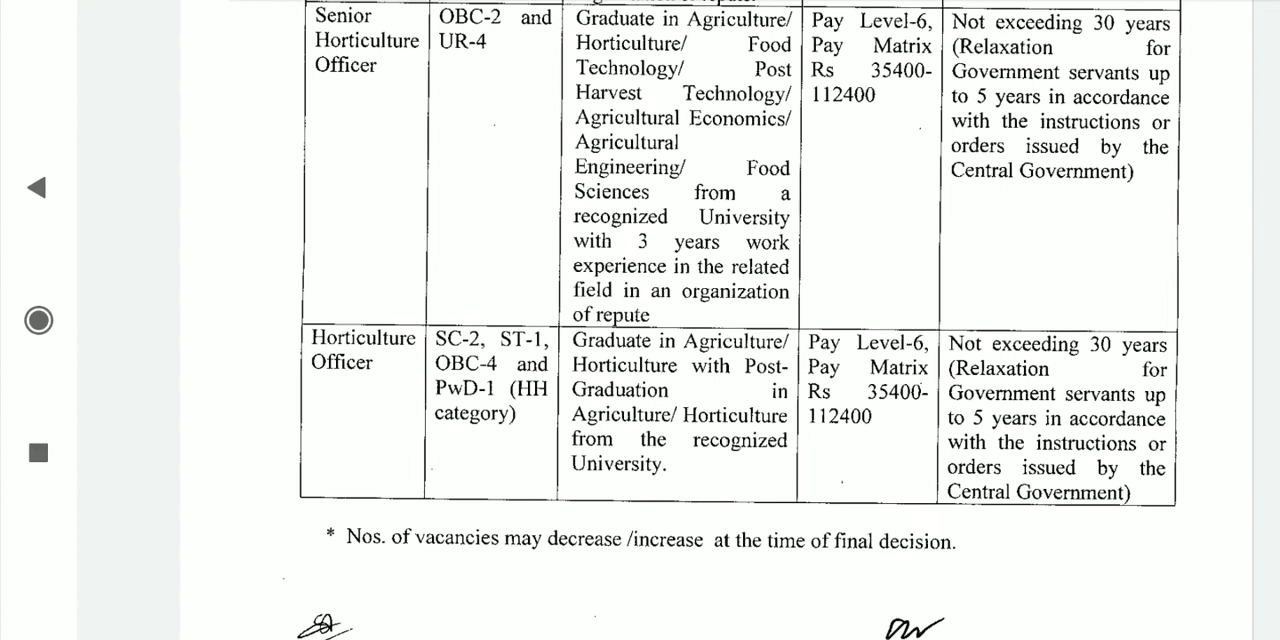 Senior Horticulture Officer
OBC-2 and UR-4
Graduate in Agriculture/
Horticulture/ Food
Technology/ Post
Harvest Technology/
Agricultural Economics/
Agricultural
Engineering/ Food
Sciences from a
recognized University
with 3 years work
experience in the related
field in an organization
of repute
Pay Level-6,
Pay Matrix
Rs 35400-
112400
Not exceeding 30 years
(Relaxation for
Government servants up
to 5 years in accordance
with the instructions or
orders issued by the
Central Government)
Horticulture
Officer
SC-2, ST-1,
OBC-4 and
PwD-1 (HH
category)
Graduate in Agriculture/
Horticulture with Post-
Graduation in
Agriculture/ Horticulture
from the recognized
University.
Pay Level-6,
Pay Matrix
Rs 35400-
112400
Not exceeding 30 years
(Relaxation for
Government servants up
to 5 years in accordance
with the instructions or
orders issued by the
Central Government)
* Nos. of vacancies may decrease /increase at the time of final decision.